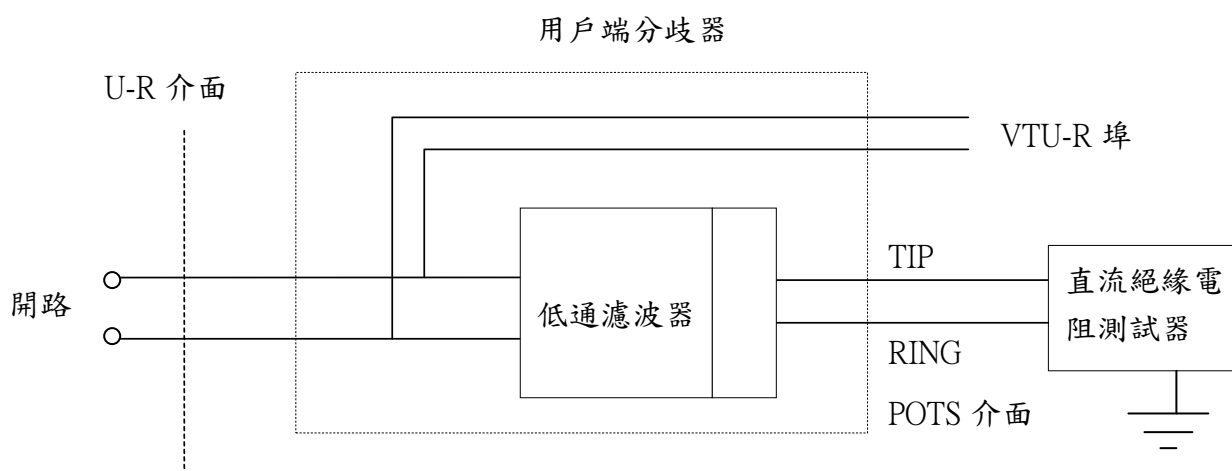 用戶端分歧器
U-R 介面
VTU-R 埠
TIP
開路
低通濾波器
直流絕緣電
阻測試器
RING
POTS 介面